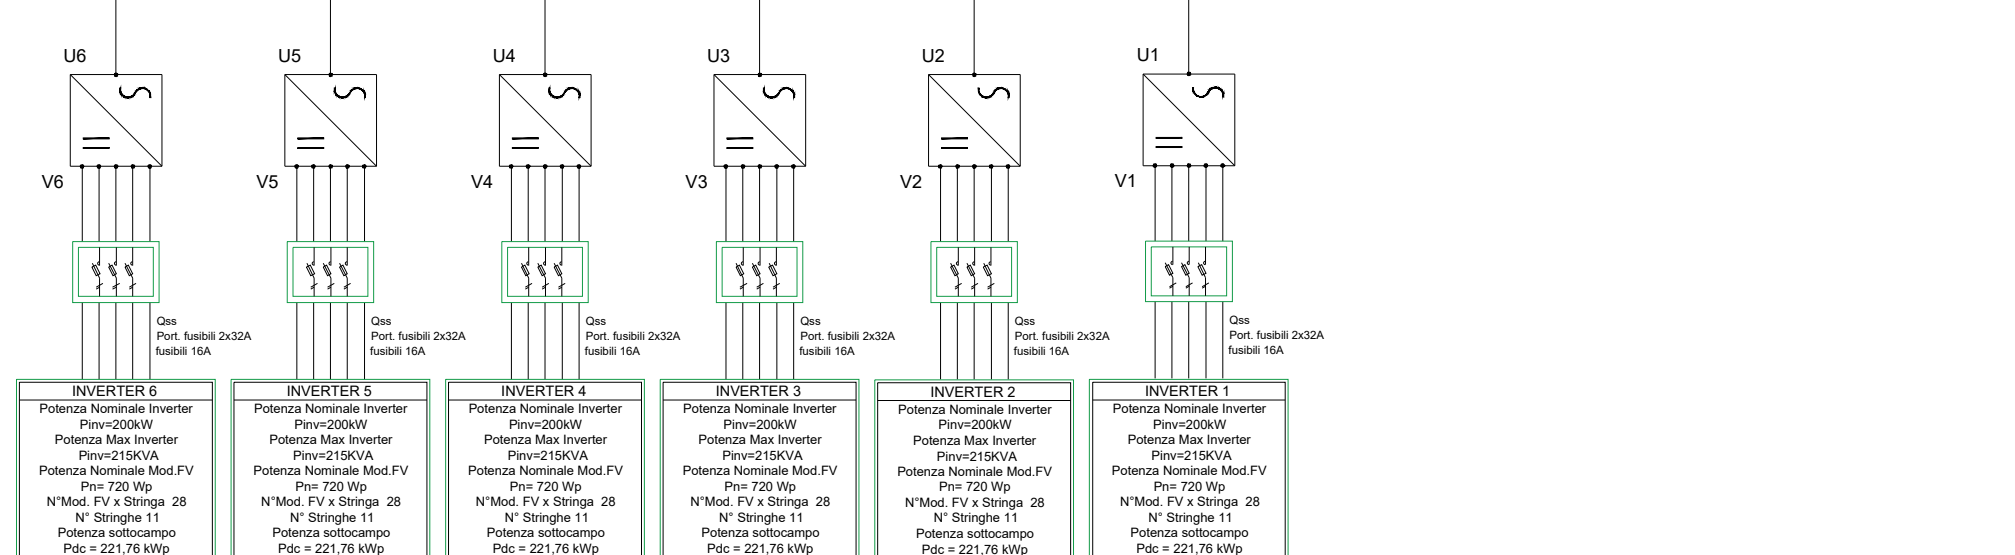 U6
U5
U4
U3
U2
U1
V6
V5
V4
V3
V2
V1
Qss
Port. fusibili 2x32A
fusibili 16A
Qss
Port. fusibili 2x32A
fusibili 16A
Qss
Port. fusibili 2x32A
fusibili 16A
Qss
Port. fusibili 2x32A
fusibili 16A
Qss
Port. fusibili 2x32A
fusibili 16A
Qss
Port. fusibili 2x32A
fusibili 16A
INVERTER 6
Potenza Nominale Inverter
Pinv=200kW
Potenza Max Inverter
Pinv=215KVA
Potenza Nominale Mod.FV
Pn= 720 Wp
N°Mod. FV x Stringa 28
N° Stringhe 11
Potenza sottocampo
Pdc = 221,76 kWp
INVERTER 5
Potenza Nominale Inverter
Pinv=200kW
Potenza Max Inverter
Pinv=215KVA
Potenza Nominale Mod.FV
Pn= 720 Wp
N°Mod. FV x Stringa 28
N° Stringhe 11
Potenza sottocampo
Pdc = 221,76 kWp
INVERTER 4
Potenza Nominale Inverter
Pinv=200kW
Potenza Max Inverter
Pinv=215KVA
Potenza Nominale Mod.FV
Pn= 720 Wp
N°Mod. FV x Stringa 28
N° Stringhe 11
Potenza sottocampo
Pdc = 221,76 kWp
INVERTER 3
Potenza Nominale Inverter
Pinv=200kW
Potenza Max Inverter
Pinv=215KVA
Potenza Nominale Mod.FV
Pn= 720 Wp
N°Mod. FV x Stringa 28
N° Stringhe 11
Potenza sottocampo
Pdc = 221,76 kWp
INVERTER 2
Potenza Nominale Inverter
Pinv=200kW
Potenza Max Inverter
Pinv=215KVA
Potenza Nominale Mod.FV
Pn= 720 Wp
N°Mod. FV x Stringa 28
N° Stringhe 11
Potenza sottocampo
Pdc = 221,76 kWp
INVERTER 1
Potenza Nominale Inverter
Pinv=200kW
Potenza Max Inverter
Pinv=215KVA
Potenza Nominale Mod.FV
Pn= 720 Wp
N°Mod. FV x Stringa 28
N° Stringhe 11
Potenza sottocampo
Pdc = 221,76 kWp